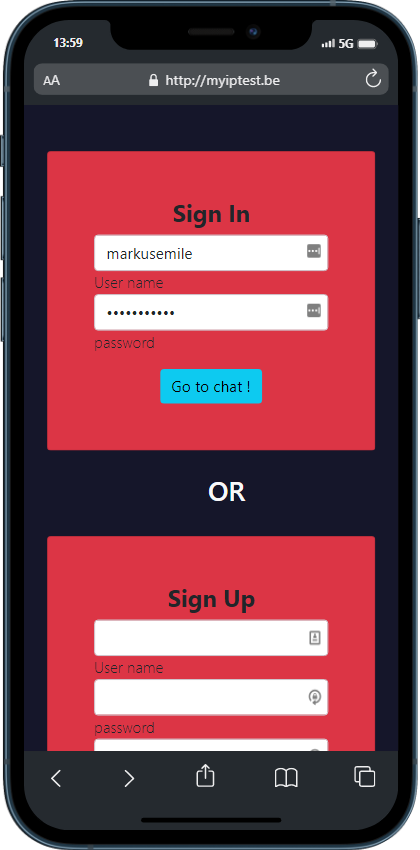 13:59
5G
AA
http://myiptest.be
Sign In
markusemile
User name
•••••••••••
password
Go to chat !
OR
Sign Up
User name
password